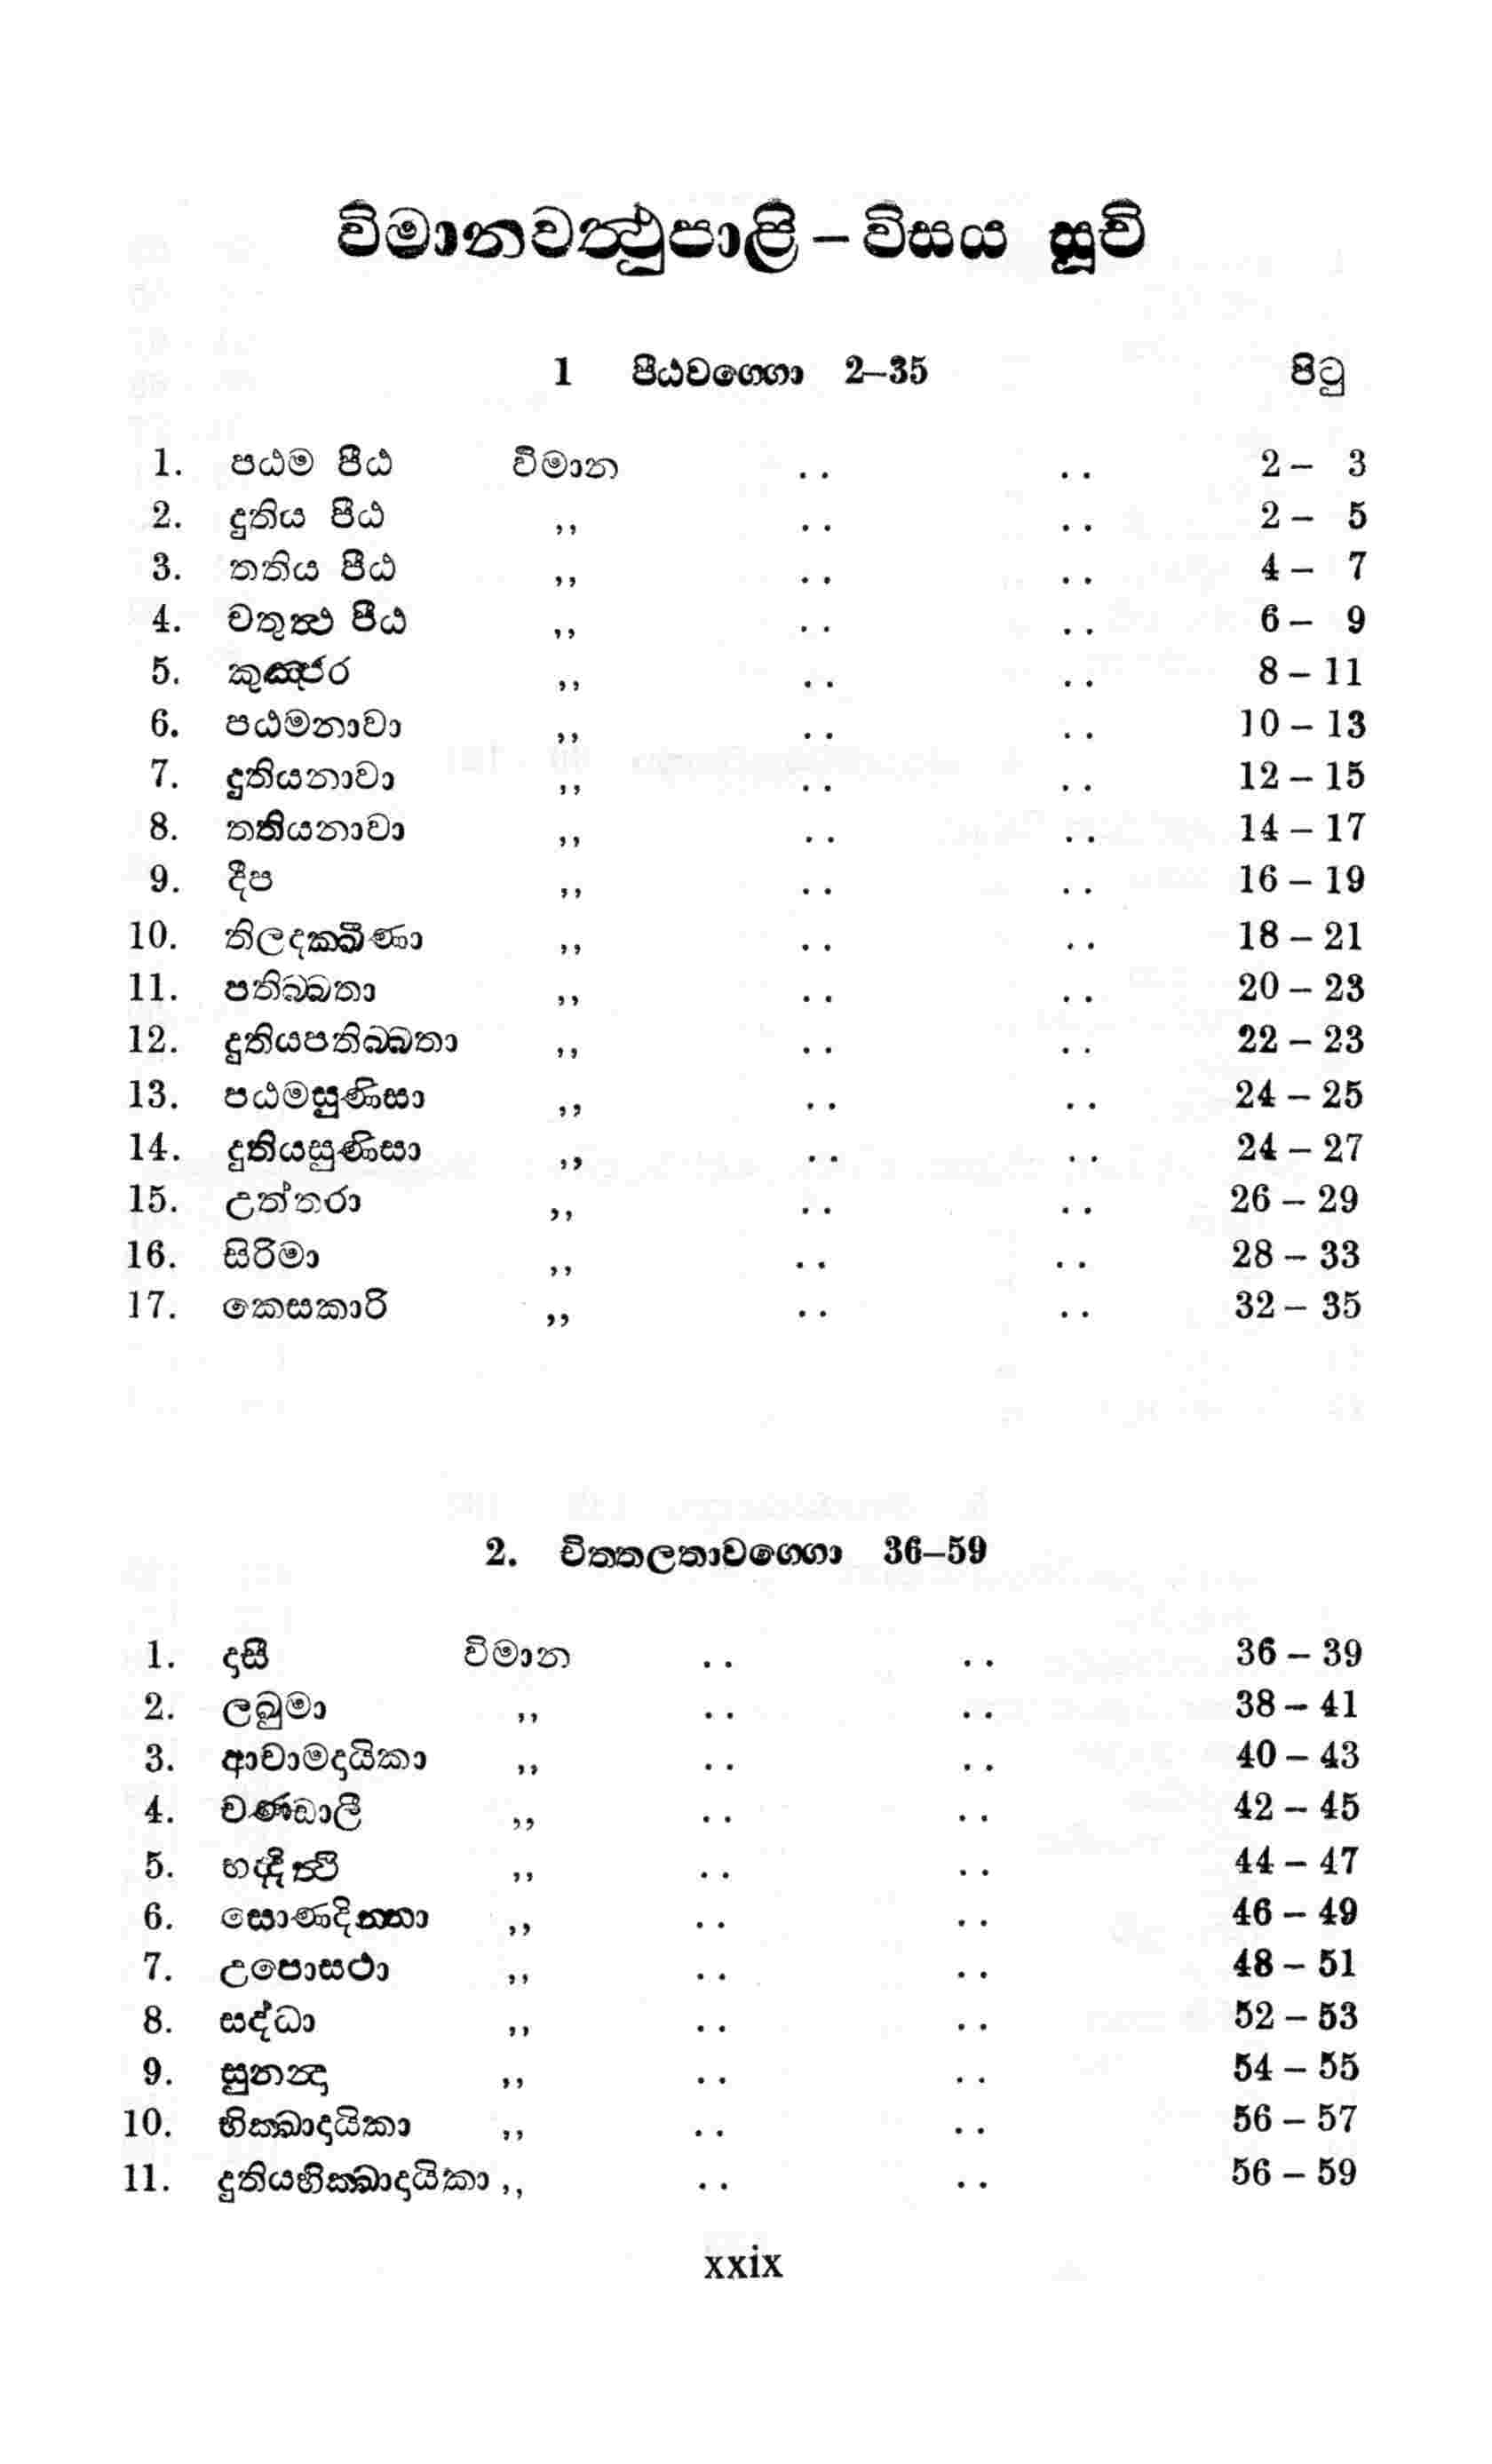 විමානවත්‍ථුපාළි – විසය සූචි
1 පීඨවග‍්ගො 2–35 පිටු
1. පඨම පීඨ විමාන . . . . 2 – 3
2. දුතිය පීඨ ,, . . . . 2 – 5
3. තතිය පීඨ ,, . . . . 4 – 7
4. චතුත්‍ථ පීඨ ,, . . . . 6 – 9
5. කුඤ‍්ජර ,, . . . . 8 – 11
6. පඨමනාවා ,, . . . . 10 – 13
7. දුතියනාවා ,, . . . . 12 – 15
8. තතියනාවා ,, . . . . 14 – 17
9. දීප ,, . . . . 16 – 19
10. තිලදක‍්ඛිණා ,, . . . . 18 – 21
11. පතිබ‍්බතා ,, . . . . 20 – 23
12. දුතියපතිබ‍්බතා ,, . . . . 22 – 23
13. පඨමසුණිසා ,, . . . . 24 – 25
14. දුතියසුණිසා ,, . . . . 24 – 27
15. උත්තරා ,, . . . . 26 – 29
16. සිරිමා ,, . . . . 28 – 33
17. කෙසකාරි ,, . . . . 32 – 35
2. චිත‍්තලතාවග‍්ගො 36–59
1. දාසී විමාන . . . . 36 – 39
2. ලඛුමා ,, . . . . 38 – 41
3. ආචාමදායිකා ,, . . . . 40 – 43
4. චණ‍්ඩාලී ,, . . . . 42 – 45
5. භද‍්දිත්‍ථි ,, . . . . 44 – 47
6. සොණදින‍්නා ,, . . . . 46 – 49
7. උපොසථා ,, . . . . 48 – 51
8. සද්ධා ,, . . . . 52 – 53
9. සුනන්‍දා ,, . . . . 54 – 55
10. භික‍්ඛාදායිකා ,, . . . . 56 – 57
11. දුතියභික‍්ඛාදායිකා ,, . . . . 56 – 59
xxix